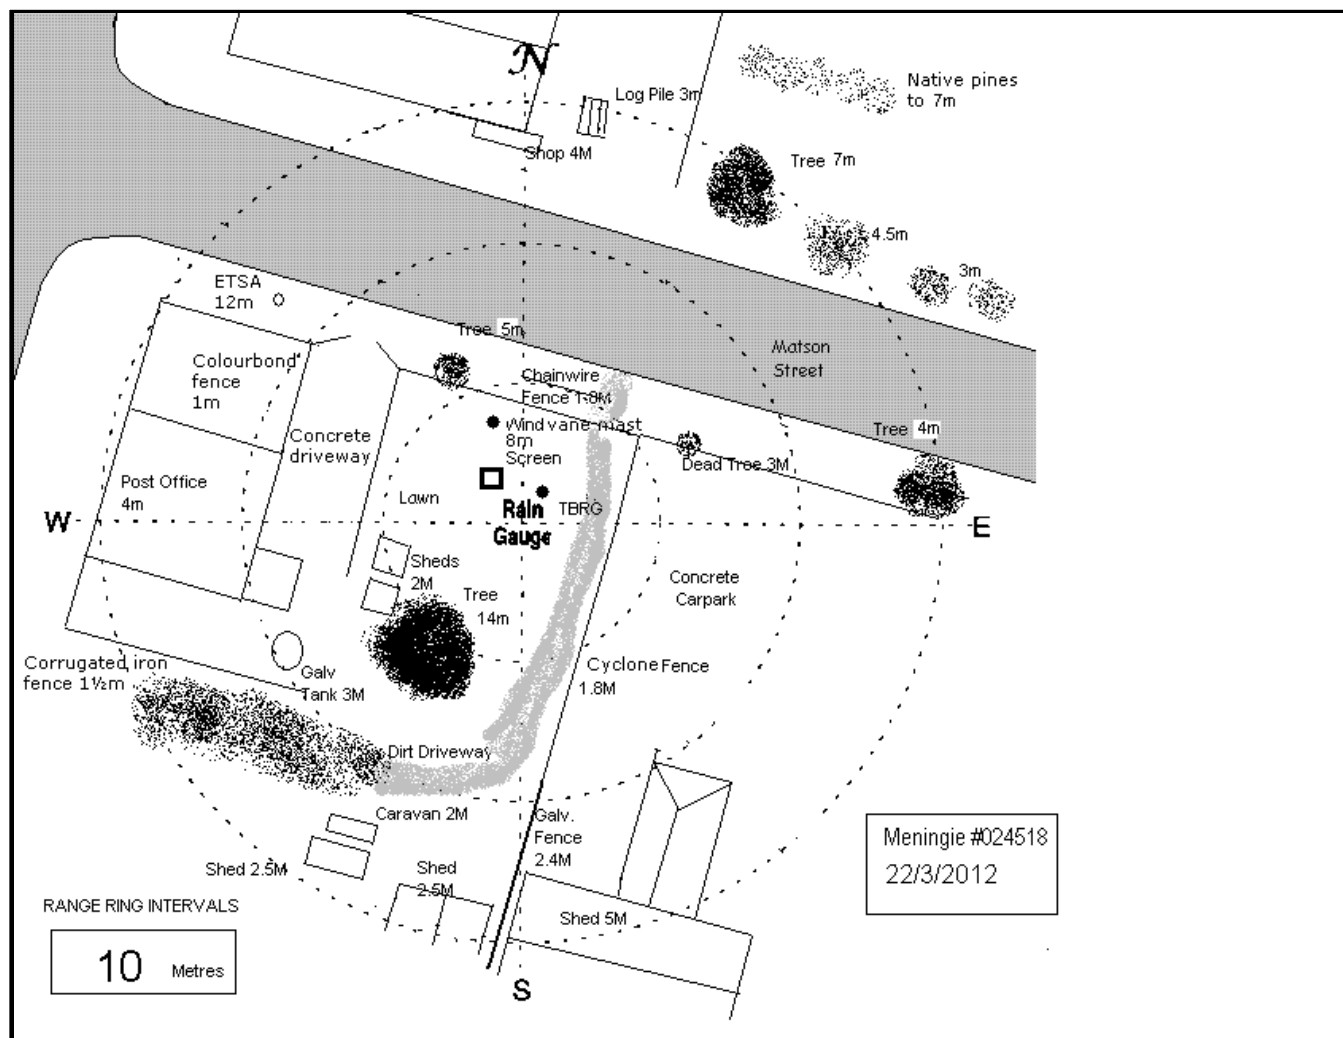 N
Log Pile 3m
Native pines
to 7m
Shop 4M
Tree 7m
4.5m
3m
ETSA
12m
Tree 5m
Matson
Street
Colourbond
fence
1m
Chainwire
Fence 1.8M
Wind vane mast
8m
Tree 4m
Concrete
driveway
Screen
Dead Tree 3M
Post Office
4m
Lawn
Rain
Gauge
TBRG
W
E
Sheds
2M
Concrete
Carpark
Tree
14m
Corrugated iron
fence 1½m
Galv
Tank 3M
Cyclone Fence
1.8M
Dirt Driveway
Caravan 2M
Galv.
Fence
2.4M
Meningie #024518
22/3/2012
Shed 2.5M
Shed
2.5M
Shed 5M
RANGE RING INTERVALS
10 Metres
S